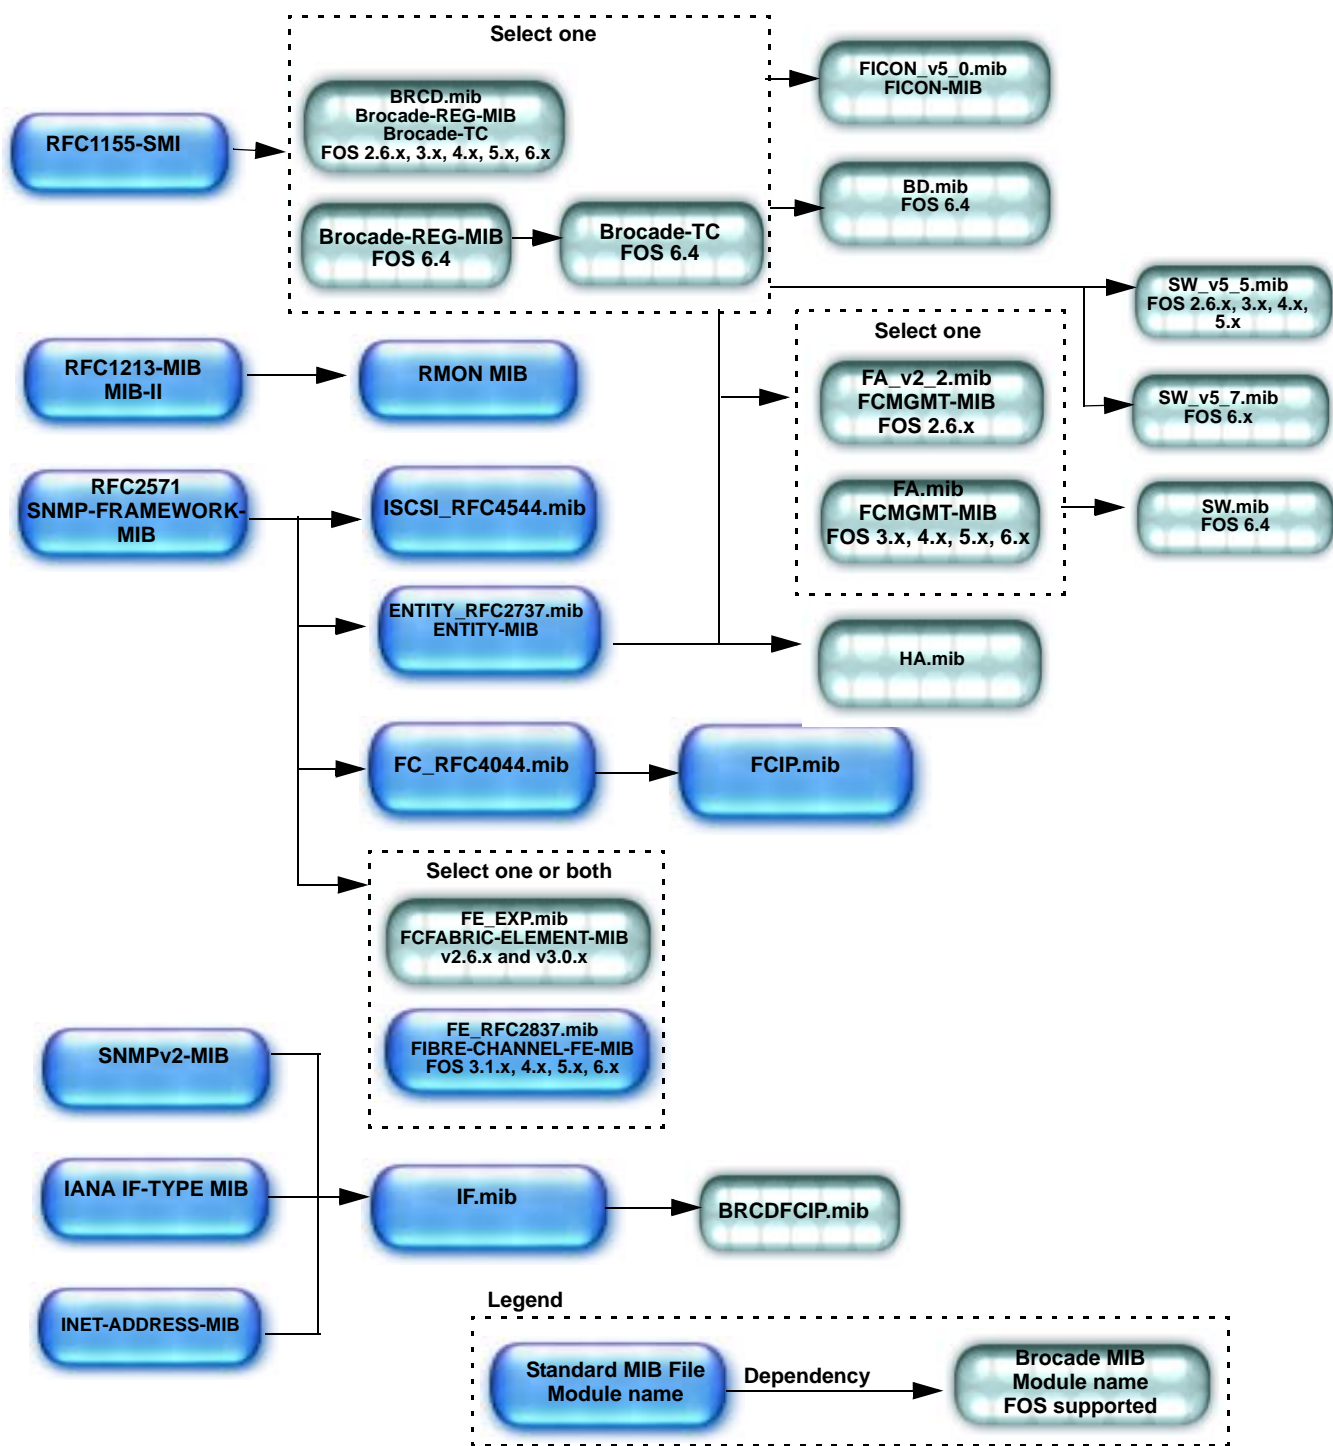 Select one
BRCD.mib
Brocade-REG-MIB
Brocade-TC
FOS 2.6.x, 3.x, 4.x, 5.x, 6.x
FICON_v5_0.mib
FICON-MIB
RFC1155-SMI
BD.mib
FOS 6.4
Brocade-REG-MIB
FOS 6.4
Brocade-TC
FOS 6.4
SW_v5_5.mib
FOS 2.6.x, 3.x, 4.x,
5.x
Select one
RFC1213-MIB
MIB-II
RMON MIB
FA_v2_2.mib
FCMGMT-MIB
FOS 2.6.x
SW_v5_7.mib
FOS 6.x
RFC2571
SNMP-FRAMEWORK-
MIB
ISCSI_RFC4544.mib
FA.mib
FCMGMT-MIB
FOS 3.x, 4.x, 5.x, 6.x
SW.mib
FOS 6.4
ENTITY_RFC2737.mib
ENTITY-MIB
HA.mib
FC_RFC4044.mib
FCIP.mib
Select one or both
FE_EXP.mib
FCFABRIC-ELEMENT-MIB
v2.6.x and v3.0.x
FE_RFC2837.mib
FIBRE-CHANNEL-FE-MIB
FOS 3.1.x, 4.x, 5.x, 6.x
SNMPv2-MIB
IANA IF-TYPE MIB
IF.mib
BRCDFCIP.mib
INET-ADDRESS-MIB
Legend
Standard MIB File
Module name
Dependency
Brocade MIB
Module name
FOS supported